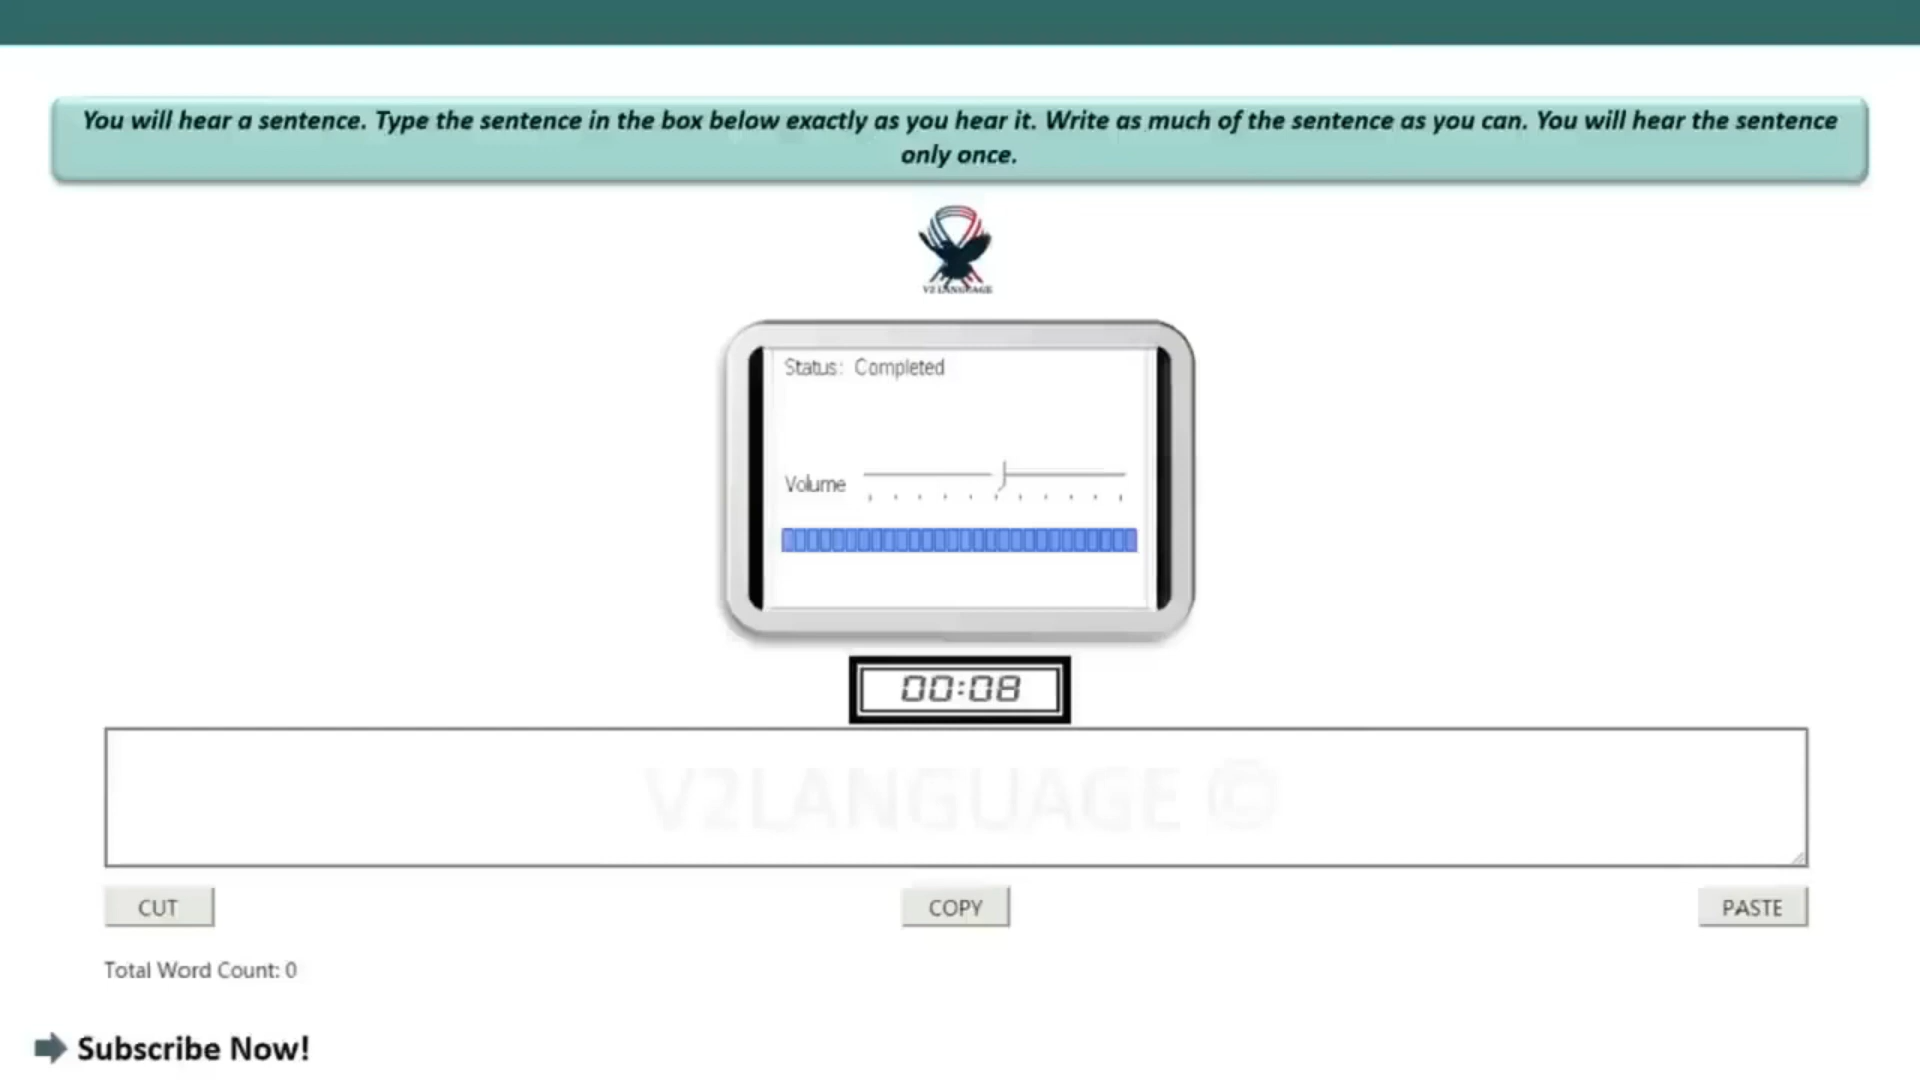 You will hear a sentence. Type the sentence in the box below exactly as you hear it. Write as much of the sentence as you can. You will hear the sentence
only once.
V2 LANGUAGE
Status: Completed
Volume
00:08
V2LANGUAGE ©
CUT
COPY
PASTE
Total Word Count: 0
Subscribe Now!